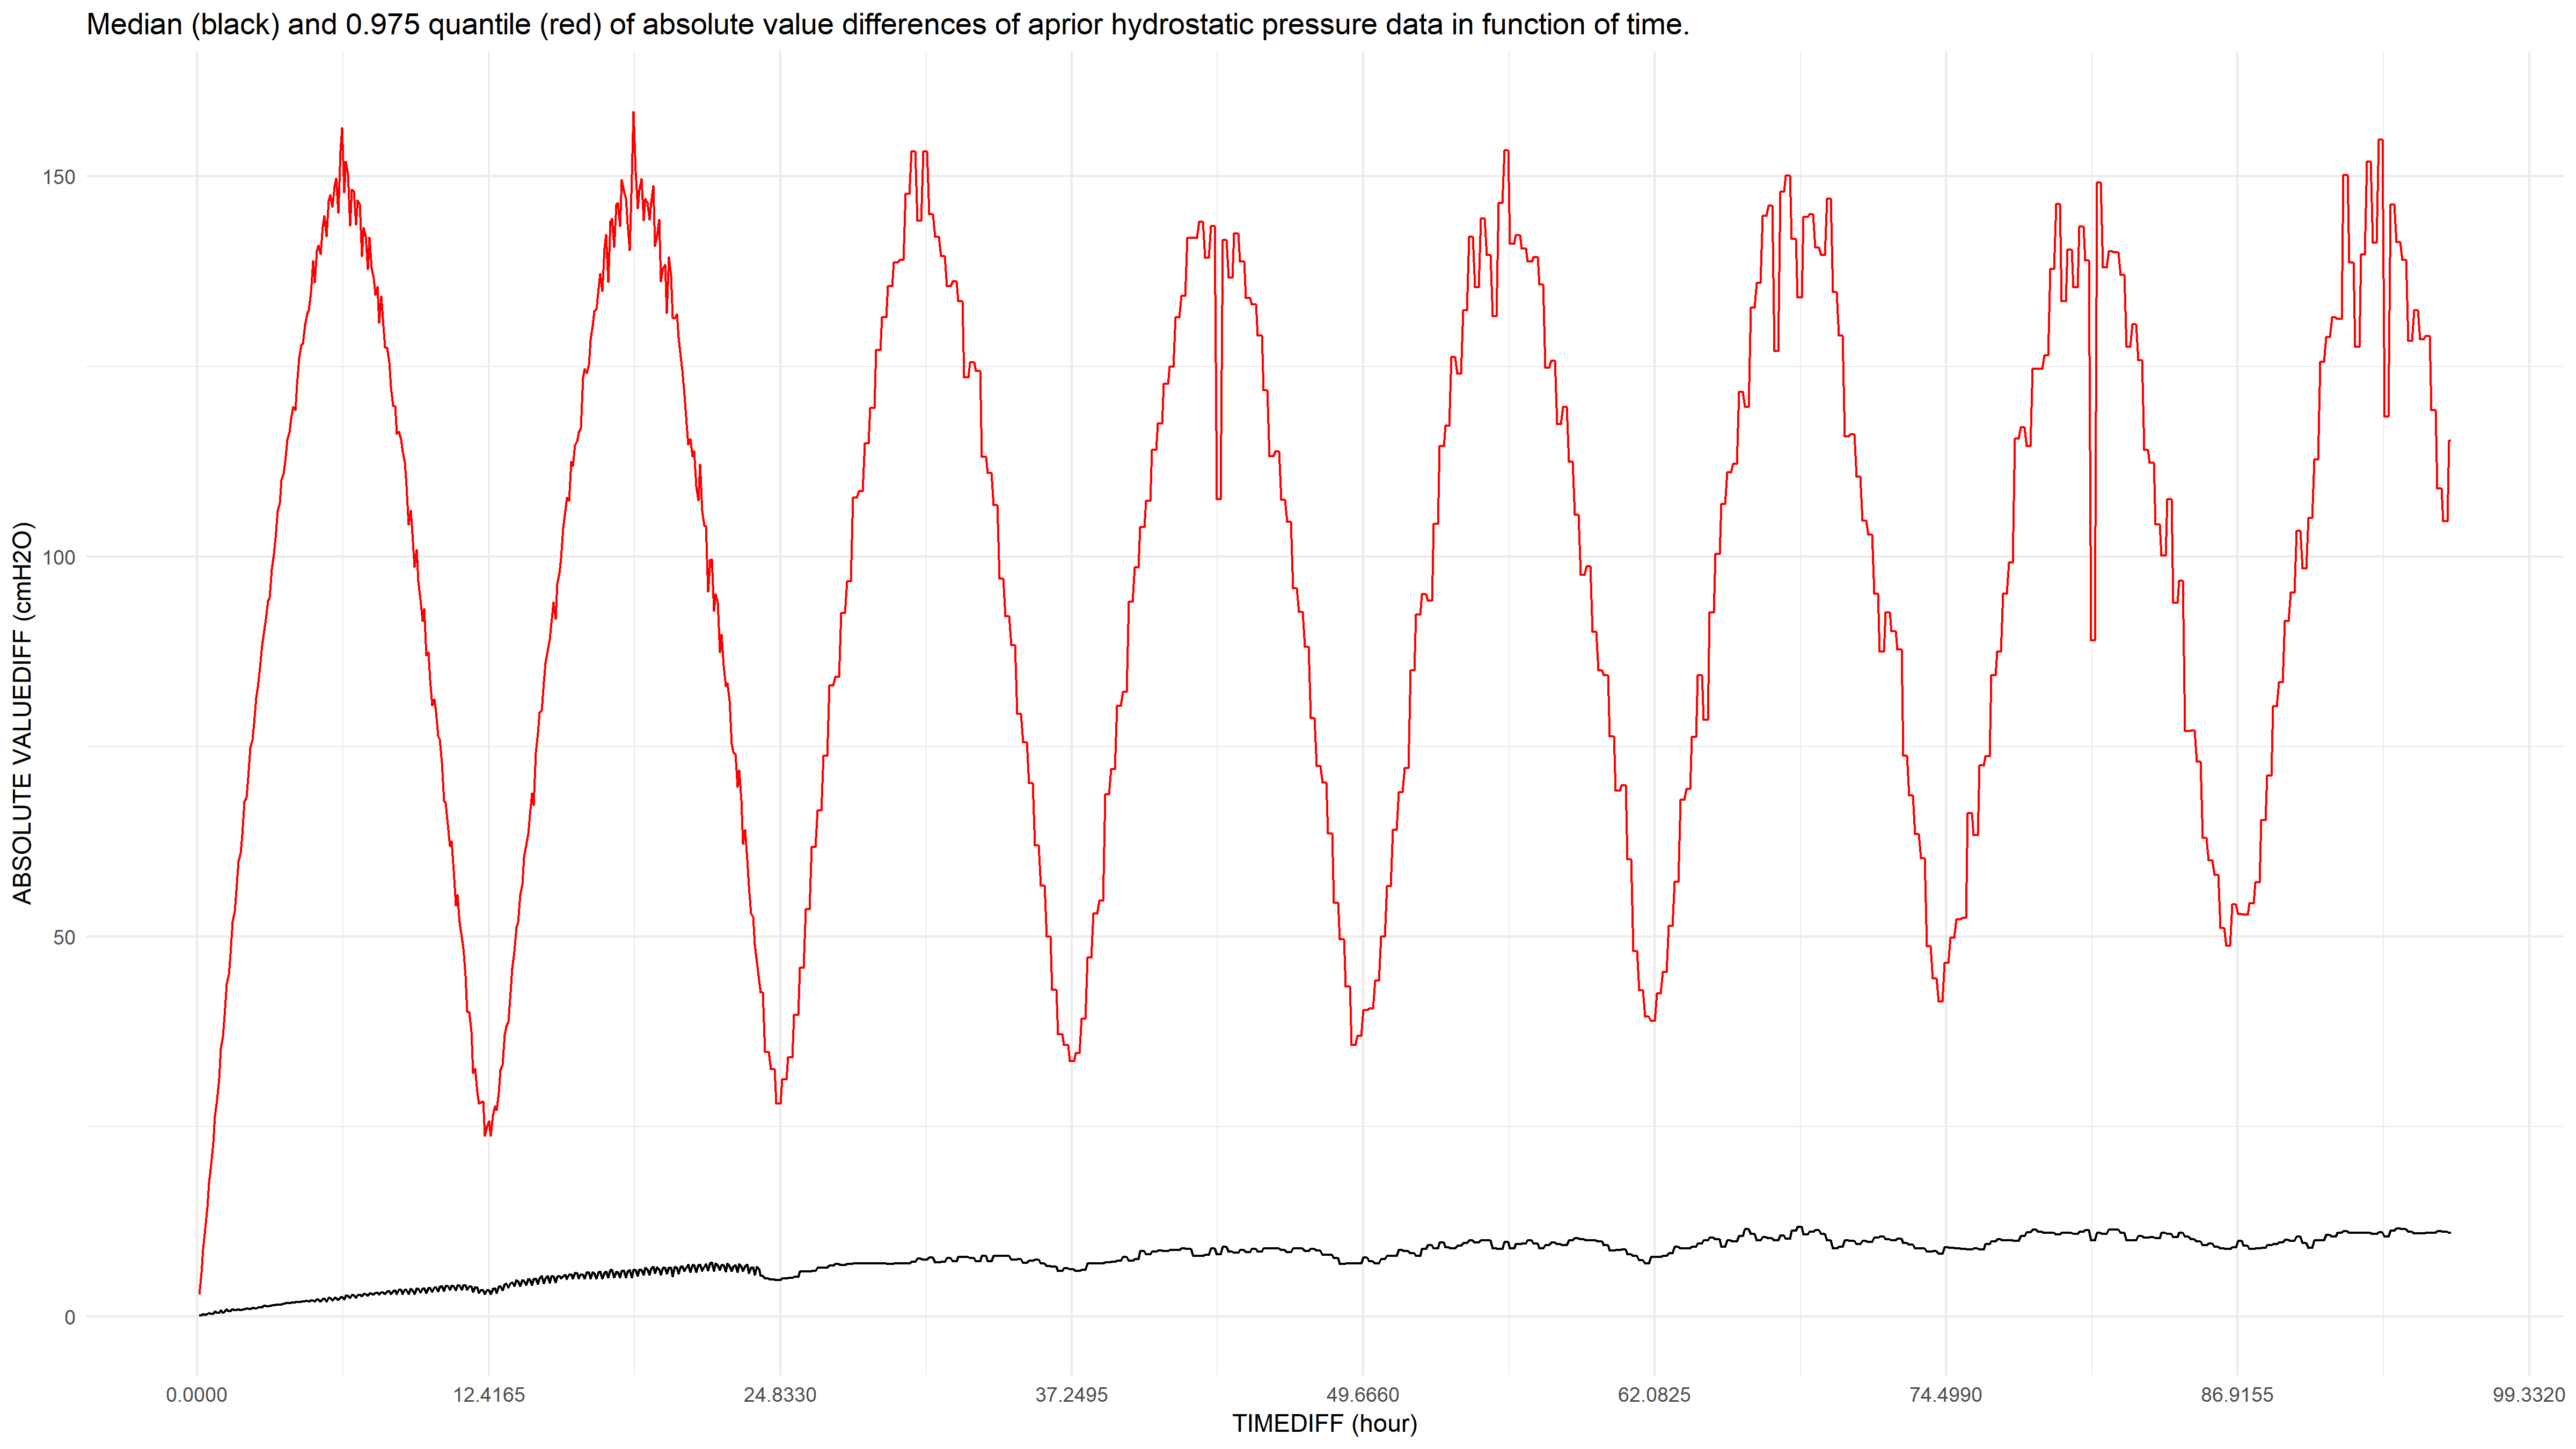 Median (black) and 0.975 quantile (red) of absolute value differences of aprior hydrostatic pressure data in function of time.
ABSOLUTE VALUEDIFF (cmH2O)
150
100
50
0
0.0000 12.4165 24.8330 37.2495 49.6660 62.0825 74.4990 86.9155 99.3320
TIMEDIFF (hour)